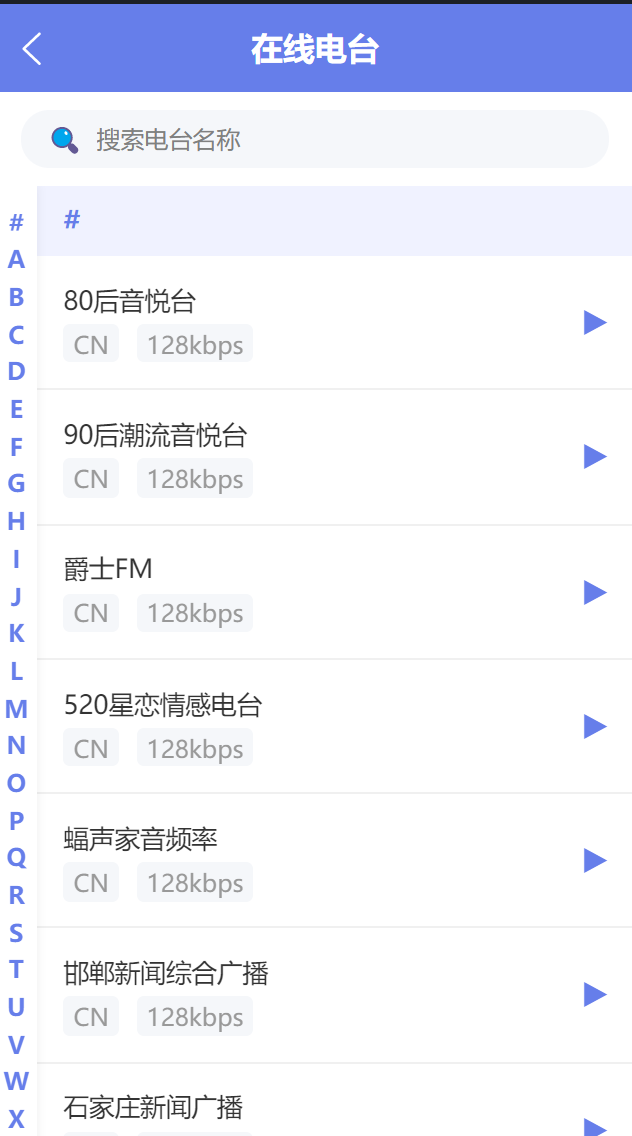 在线电台
搜索电台名称
#
A
B
C
D
E
F
G
H
I
J
K
L
M
N
O
P
Q
R
S
T
U
V
W
X
#
80后音悦台
CN 128kbps
90后潮流音悦台
CN 128kbps
爵士FM
CN 128kbps
520星恋情感电台
CN 128kbps
蝠声家音频率
CN 128kbps
邯郸新闻综合广播
CN 128kbps
石家庄新闻广播